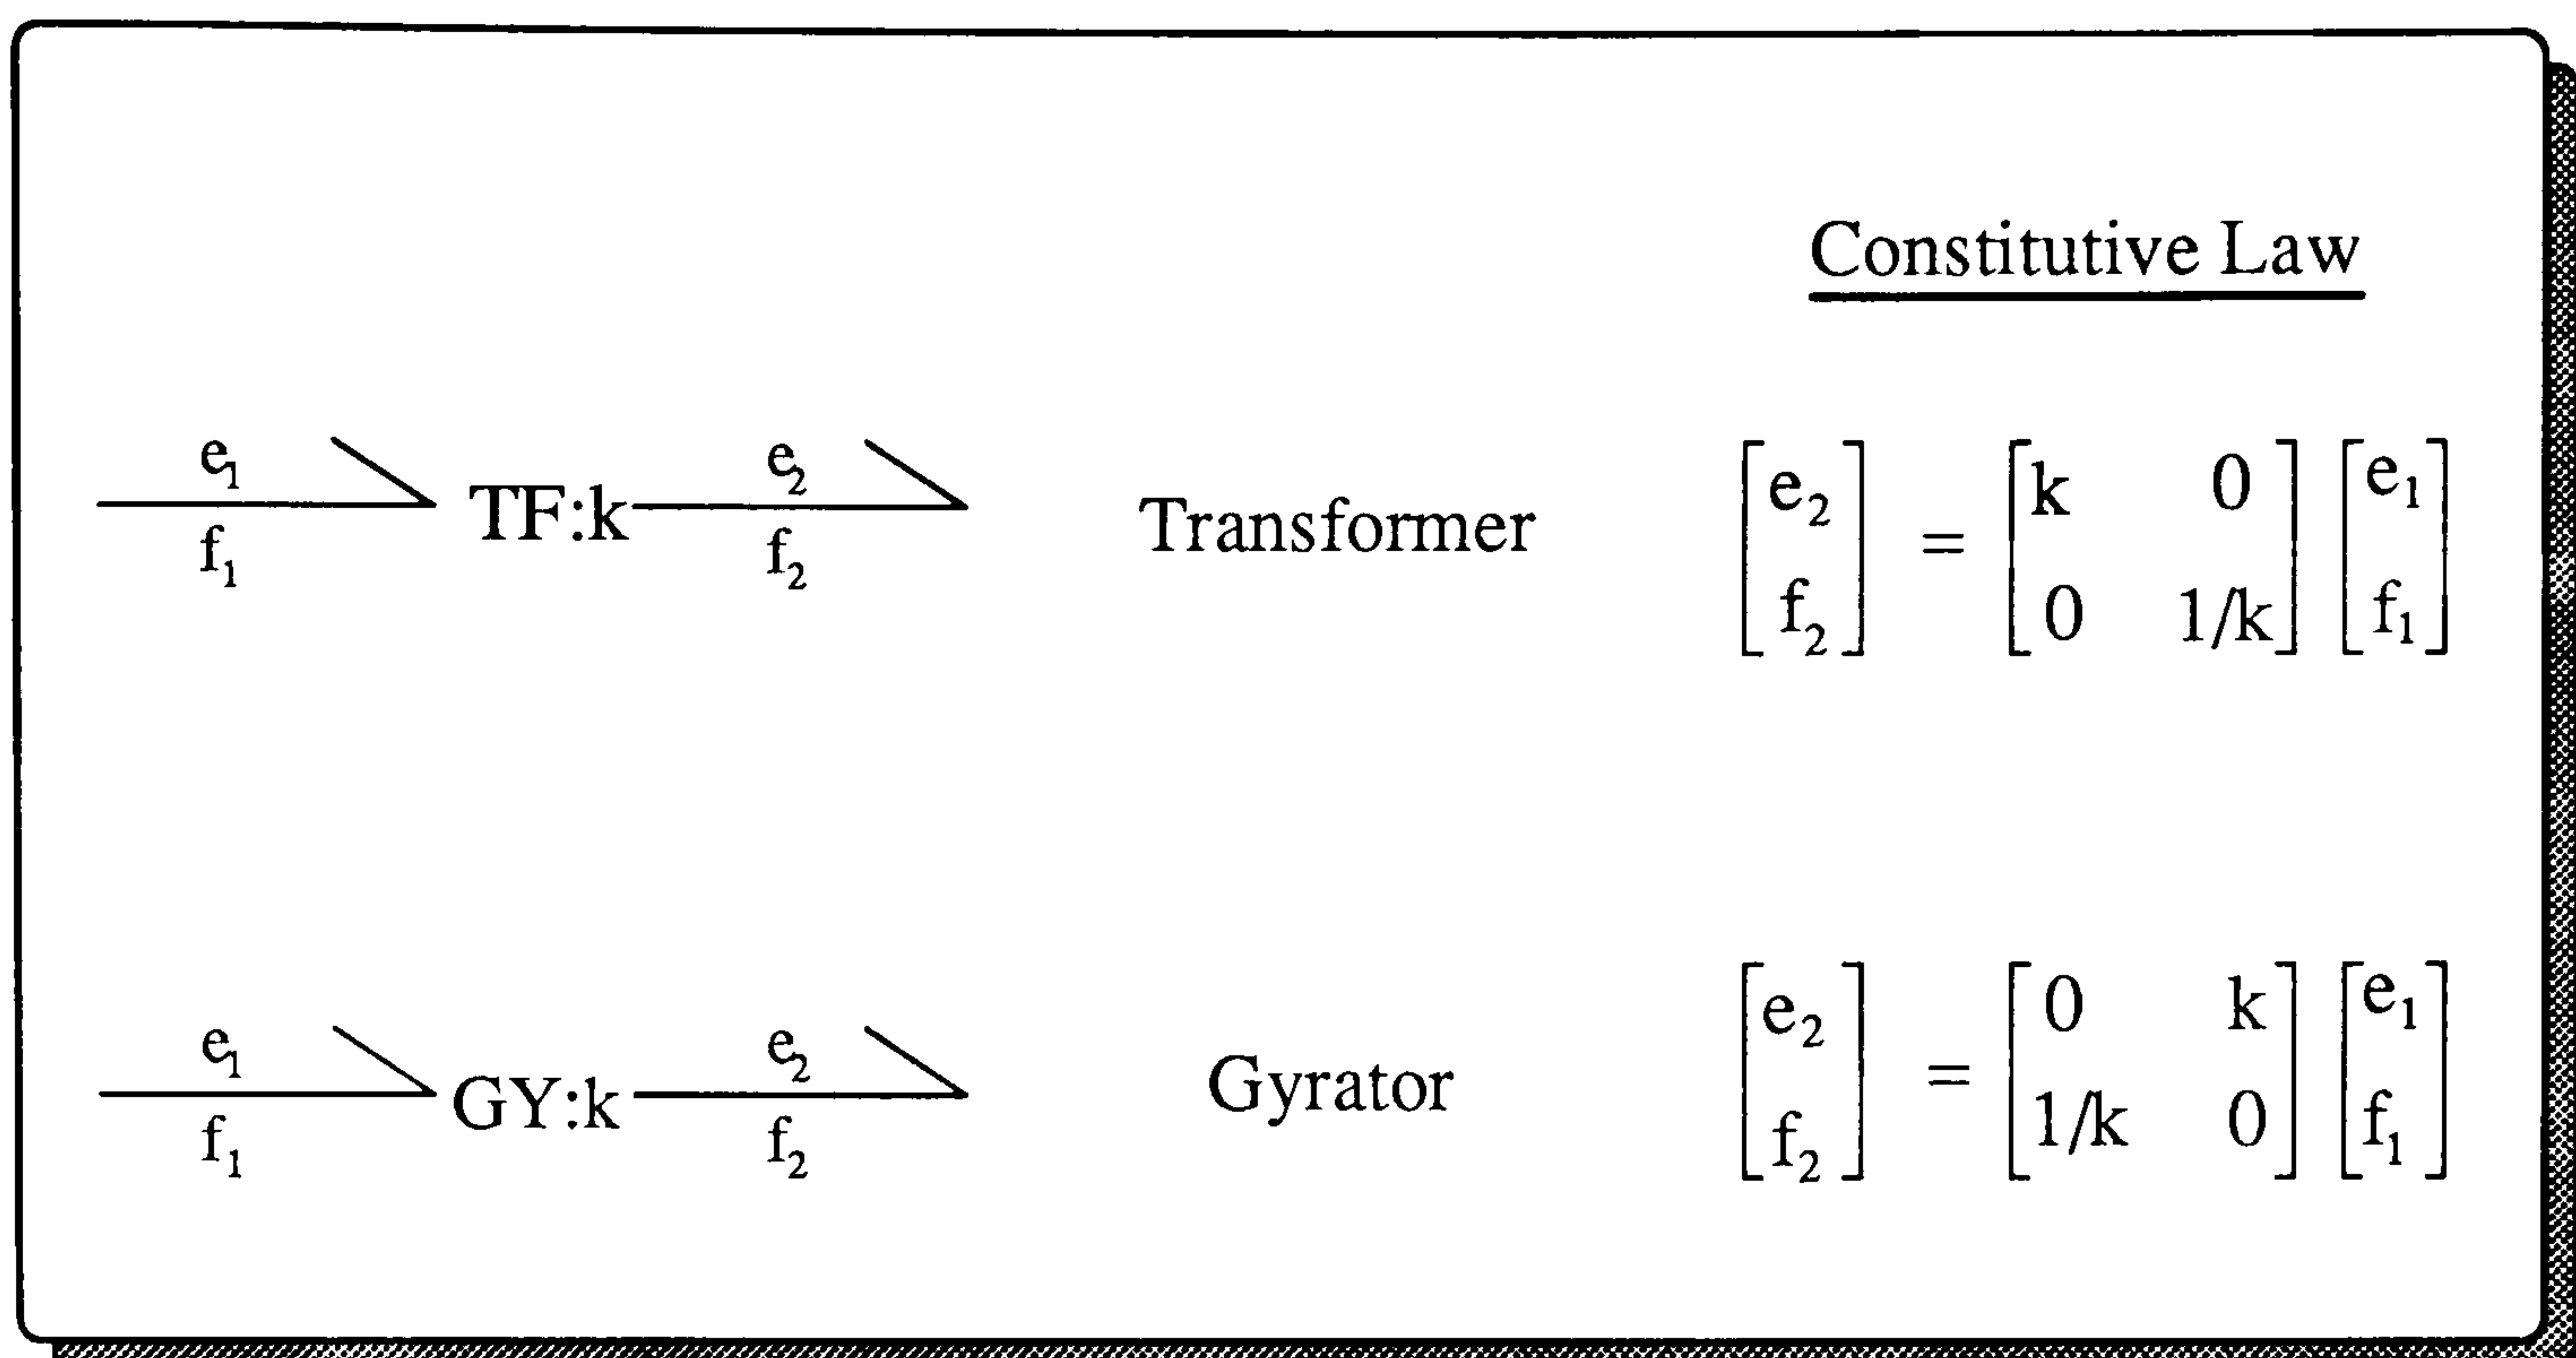 Constitutive Law
e₁ f₁ TF:k e₂ f₂ Transformer [e₂ f₂] = [k 0 0 1/k] [e₁ f₁]
e₁ f₁ GY:k e₂ f₂ Gyrator [e₂ f₂] = [0 k 1/k 0] [e₁ f₁]